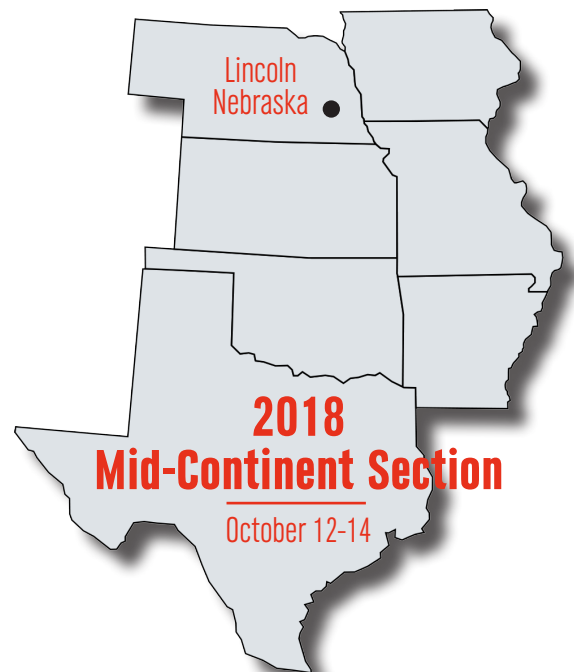 Lincoln
Nebraska
2018
Mid-Continent Section
October 12-14